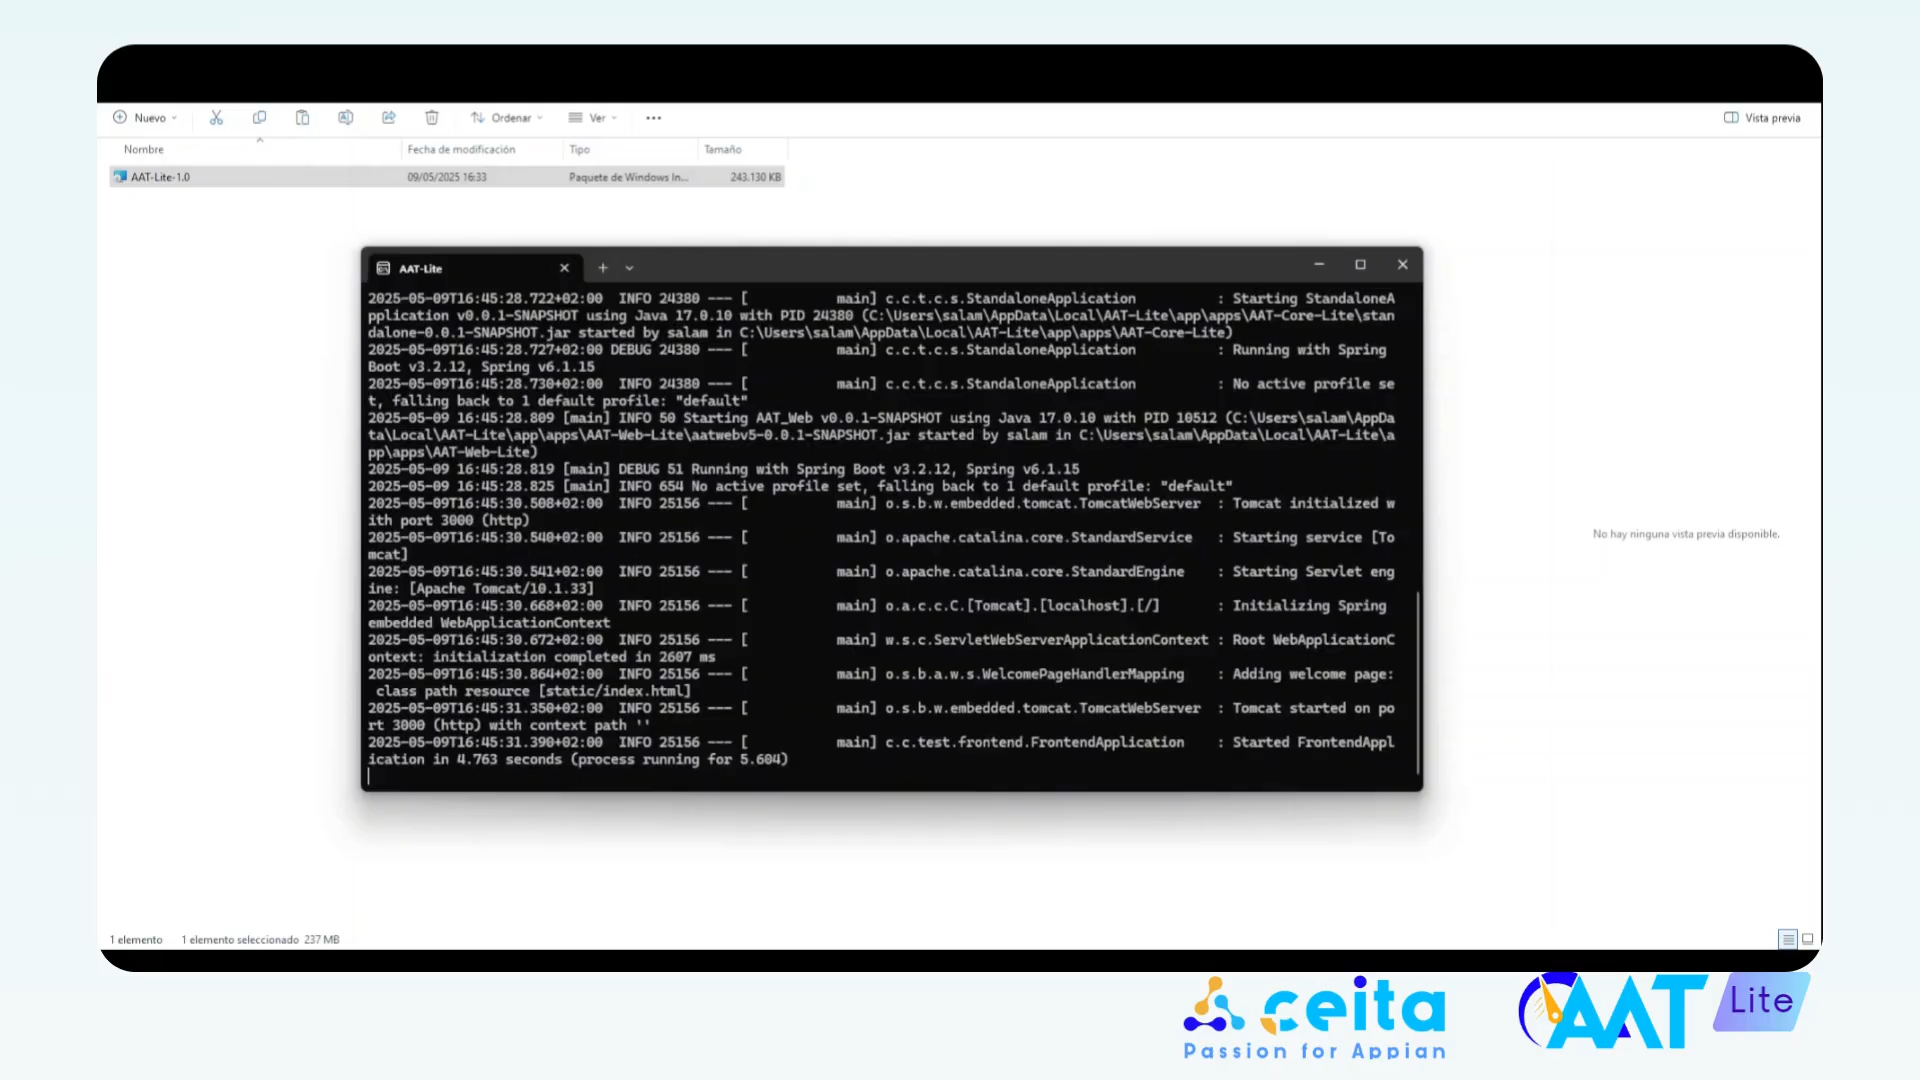 Nuevo
Ordenar
Ver
Vista previa
Nombre
Fecha de modificación
Tipo
Tamaño
AAT-Lite-1.0
09/05/2025 16:33
Paquete de Windows In...
243.130 KB
AAT-Lite
2025-05-09T16:45:28.722+02:00  INFO 24380 --- [           main] c.c.t.c.s.StandaloneApplication          : Starting StandaloneA
pplication v0.0.1-SNAPSHOT using Java 17.0.10 with PID 24380 (C:\Users\salam\AppData\Local\AAT-Lite\app\apps\AAT-Core-Lite\stan
dalone-0.0.1-SNAPSHOT.jar started by salam in C:\Users\salam\AppData\Local\AAT-Lite\app\apps\AAT-Core-Lite)
2025-05-09T16:45:28.727+02:00 DEBUG 24380 --- [           main] c.c.t.c.s.StandaloneApplication          : Running with Spring
Boot v3.2.12, Spring v6.1.15
2025-05-09T16:45:28.730+02:00  INFO 24380 --- [           main] c.c.t.c.s.StandaloneApplication          : No active profile se
t, falling back to 1 default profile: "default"
2025-05-09 16:45:28.809 [main] INFO 50 Starting AAT_Web v0.0.1-SNAPSHOT using Java 17.0.10 with PID 10512 (C:\Users\salam\AppDa
ta\Local\AAT-Lite\app\apps\AAT-Web-Lite\aatwebv5-0.0.1-SNAPSHOT.jar started by salam in C:\Users\salam\AppData\Local\AAT-Lite\a
pp\apps\AAT-Web-Lite)
2025-05-09 16:45:28.819 [main] DEBUG 51 Running with Spring Boot v3.2.12, Spring v6.1.15
2025-05-09 16:45:28.825 [main] INFO 654 No active profile set, falling back to 1 default profile: "default"
2025-05-09T16:45:30.508+02:00  INFO 25156 --- [           main] o.s.b.w.embedded.tomcat.TomcatWebServer  : Tomcat initialized w
ith port 3000 (http)
2025-05-09T16:45:30.540+02:00  INFO 25156 --- [           main] o.apache.catalina.core.StandardService   : Starting service [To
mcat]
2025-05-09T16:45:30.541+02:00  INFO 25156 --- [           main] o.apache.catalina.core.StandardEngine    : Starting Servlet eng
ine: [Apache Tomcat/10.1.33]
2025-05-09T16:45:30.668+02:00  INFO 25156 --- [           main] o.a.c.c.C.[Tomcat].[localhost].[/]       : Initializing Spring
embedded WebApplicationContext
2025-05-09T16:45:30.672+02:00  INFO 25156 --- [           main] w.s.c.ServletWebServerApplicationContext : Root WebApplicationC
ontext: initialization completed in 2607 ms
2025-05-09T16:45:30.864+02:00  INFO 25156 --- [           main] o.s.b.a.w.s.WelcomePageHandlerMapping    : Adding welcome page:
 class path resource [static/index.html]
2025-05-09T16:45:31.350+02:00  INFO 25156 --- [           main] o.s.b.w.embedded.tomcat.TomcatWebServer  : Tomcat started on po
rt 3000 (http) with context path ''
2025-05-09T16:45:31.390+02:00  INFO 25156 --- [           main] c.c.test.frontend.FrontendApplication    : Started FrontendAppl
ication in 4.763 seconds (process running for 5.604)
No hay ninguna vista previa disponible.
1 elemento
1 elemento seleccionado 237 MB
ceita
Passion for Appian
AAT Lite